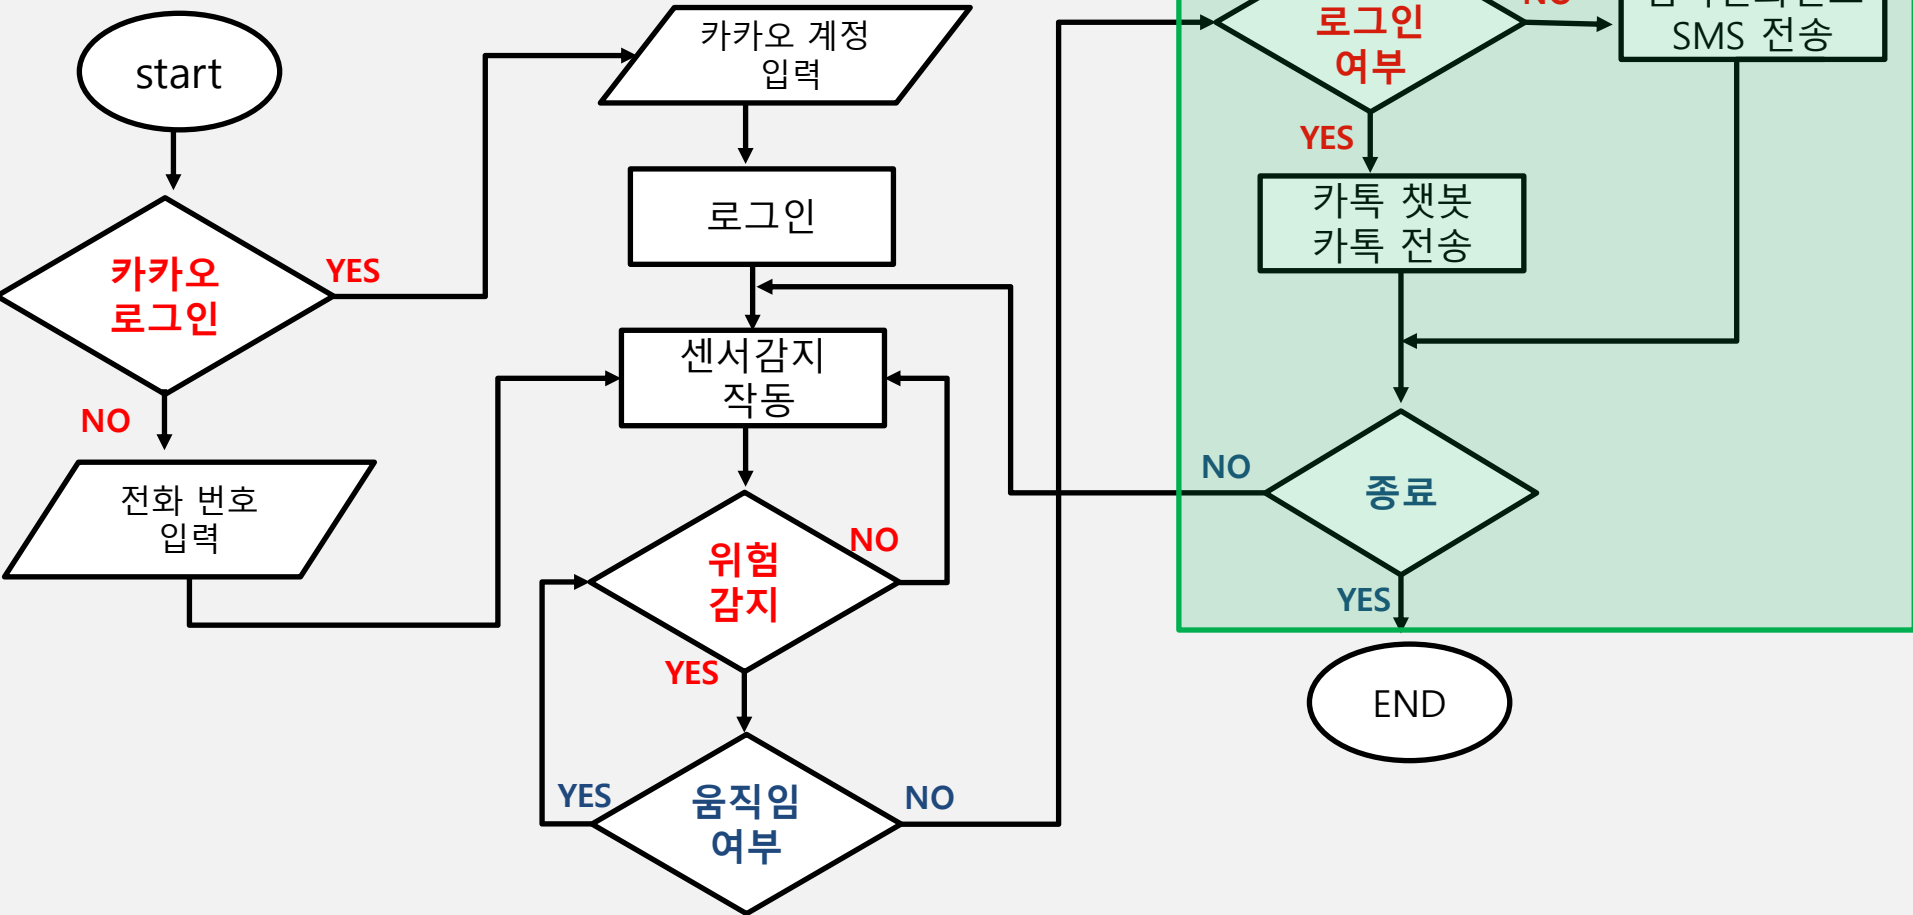 start
카카오
로그인
YES
NO
전화 번호
입력
카카오 계정
입력
로그인
센서감지
작동
위험
감지
NO
YES
움직임
여부
YES
NO
로그인
여부
NO
SMS 전송
YES
카톡 챗봇
카톡 전송
종료
NO
YES
END